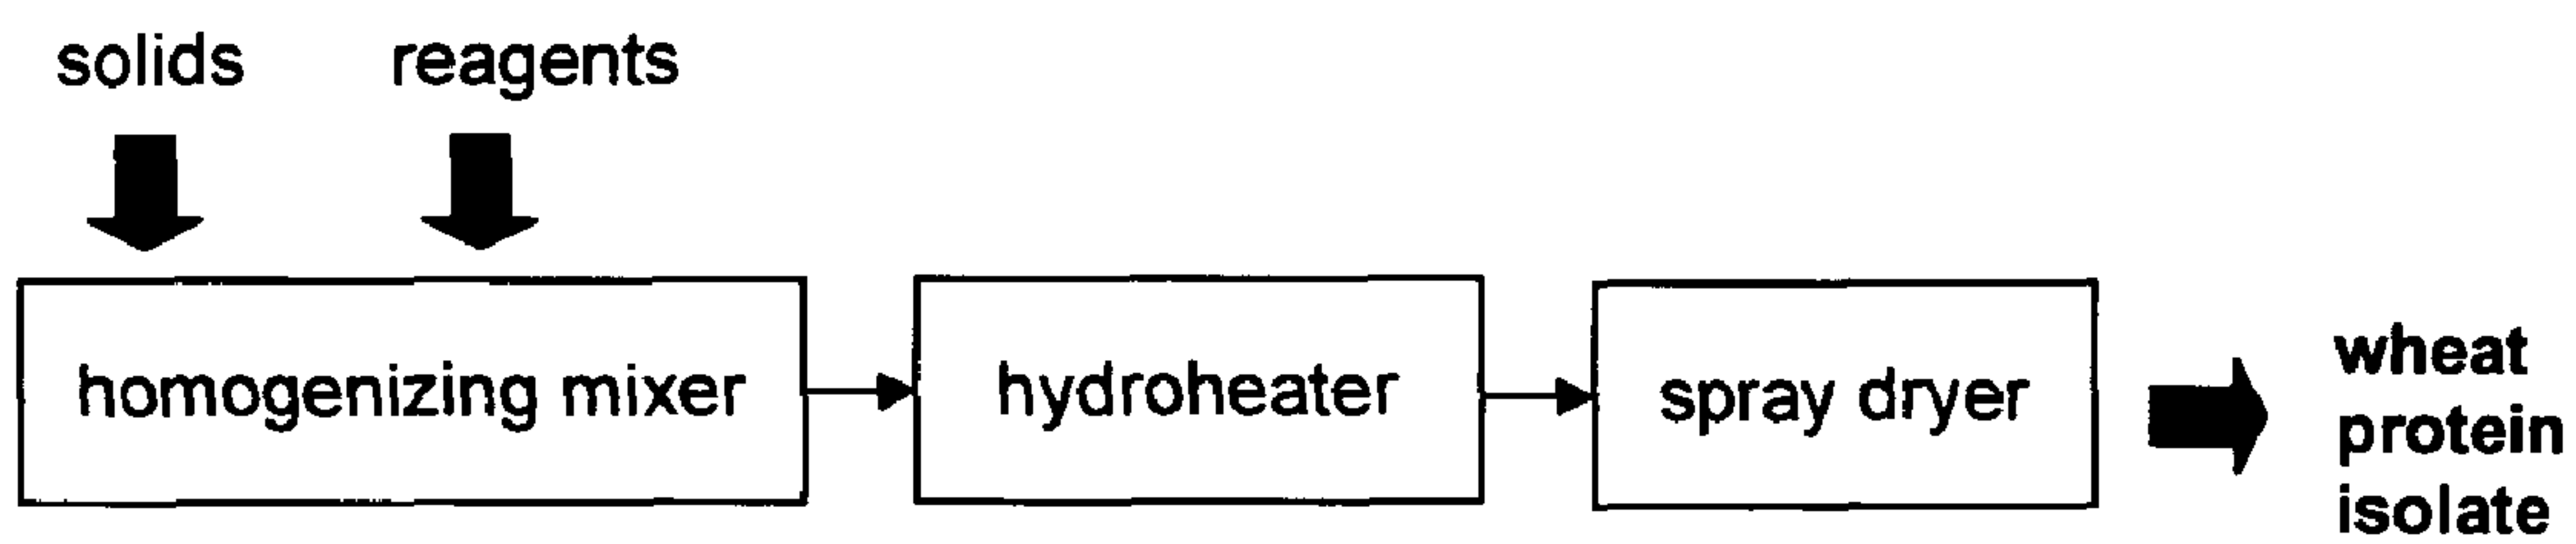 solids
reagents
homogenizing mixer
hydroheater
spray dryer
wheat
protein
isolate